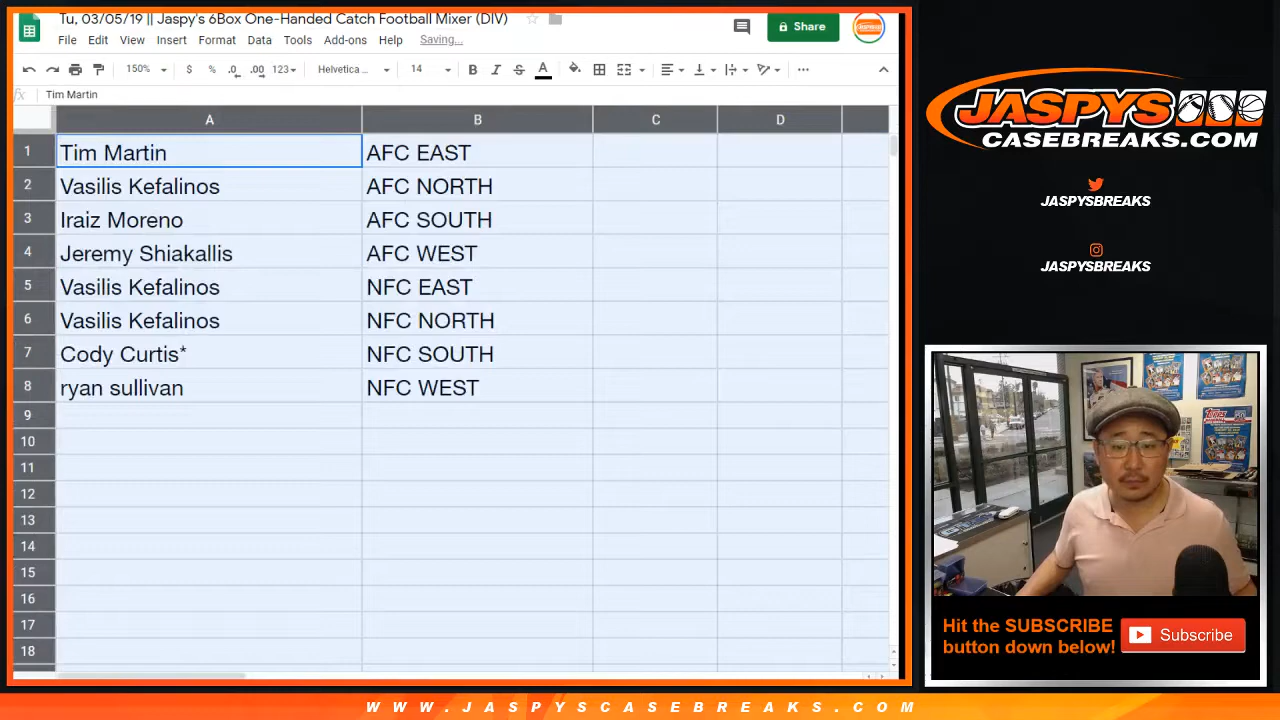 Tu, 03/05/19 || Jaspy's 6Box One-Handed Catch Football Mixer (DIV)
File Edit View Insert Format Data Tools Add-ons Help Saving...
Share
150% $ % .0 .00 123 Helvetica ... 14 B I S A
fx Tim Martin
A B C D
1 Tim Martin AFC EAST
2 Vasilis Kefalinos AFC NORTH
3 Iraiz Moreno AFC SOUTH
4 Jeremy Shiakallis AFC WEST
5 Vasilis Kefalinos NFC EAST
6 Vasilis Kefalinos NFC NORTH
7 Cody Curtis* NFC SOUTH
8 ryan sullivan NFC WEST
9
10
11
12
13
14
15
16
17
18
JASPYS
CASEBREAKS.COM
JASPYSBREAKS
JASPYSBREAKS
Hit the SUBSCRIBE
button down below!
Subscribe
WWW.JASPYSCASEBREAKS.COM